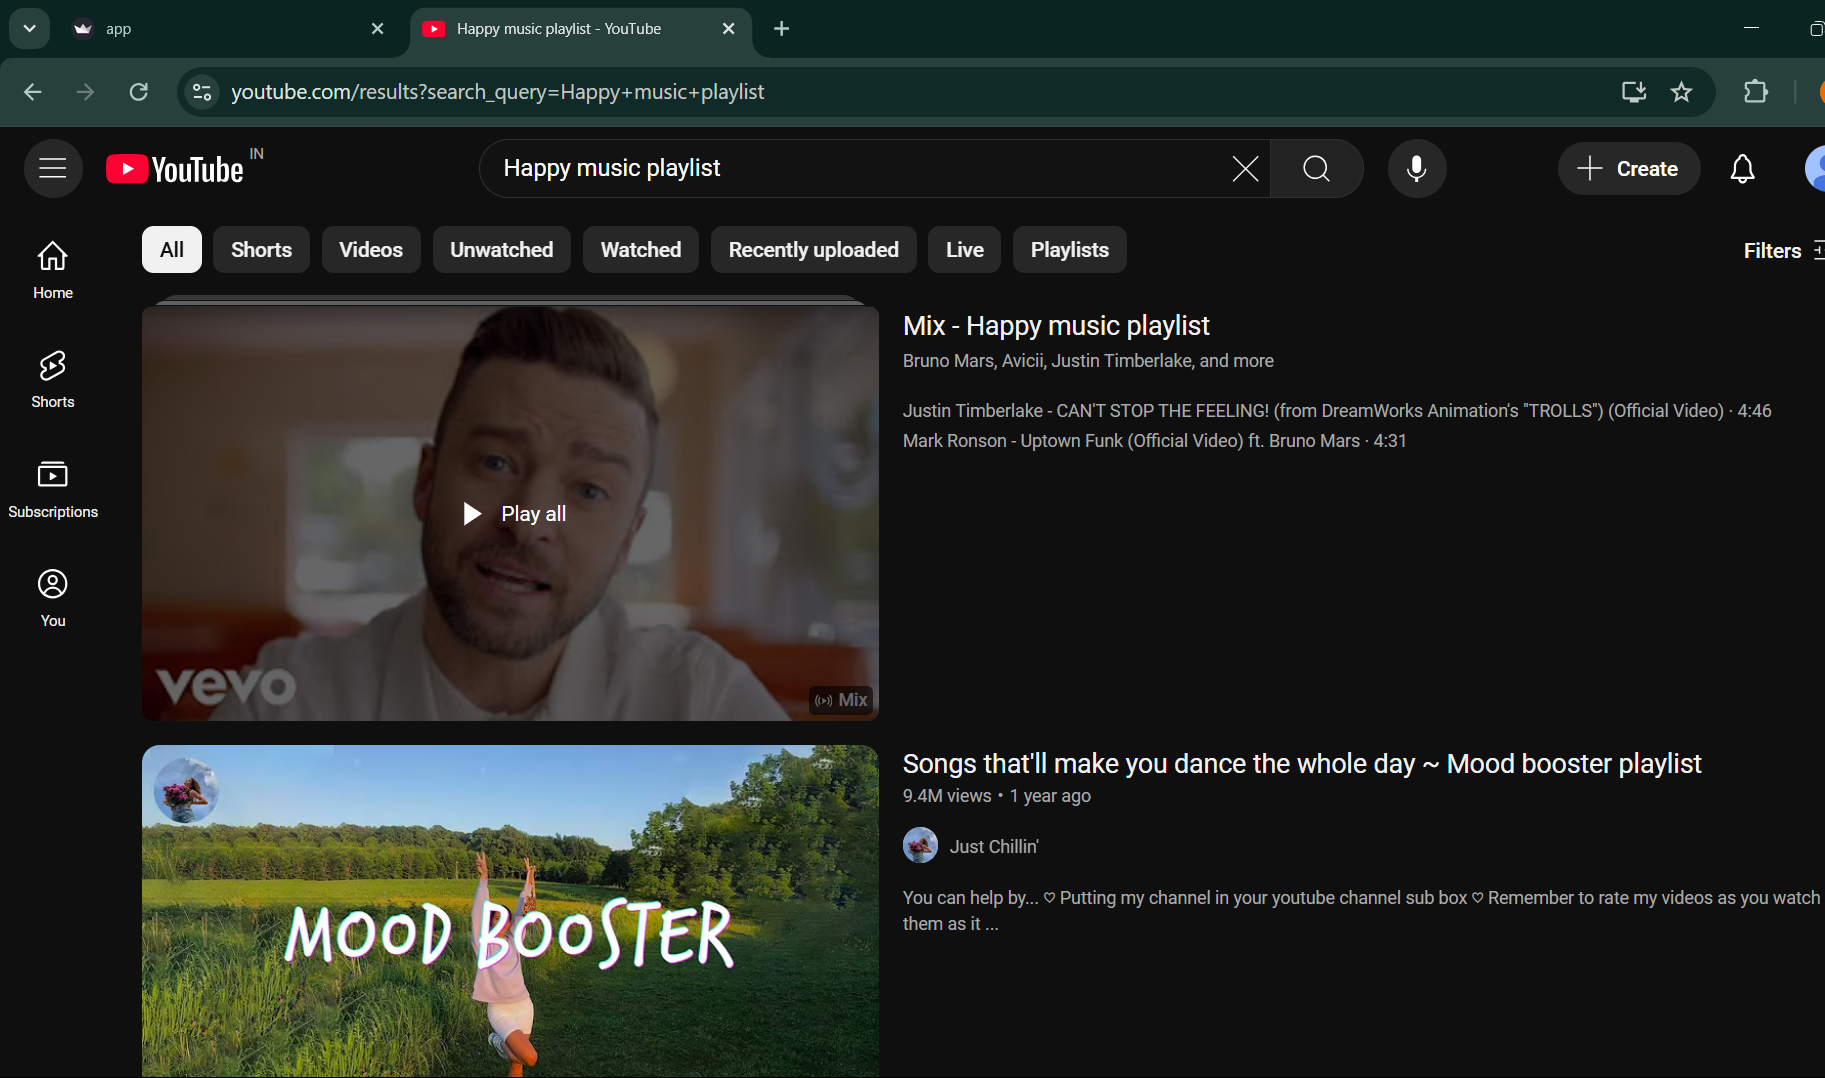 app
Happy music playlist - YouTube
youtube.com/results?search_query=Happy+music+playlist
YouTube IN
Happy music playlist
Create
All
Shorts
Videos
Unwatched
Watched
Recently uploaded
Live
Playlists
Filters
Home
Shorts
Subscriptions
You
Play all
vevo
Mix
Mix - Happy music playlist
Bruno Mars, Avicii, Justin Timberlake, and more
Justin Timberlake - CAN'T STOP THE FEELING! (from DreamWorks Animation's "TROLLS") (Official Video) · 4:46
Mark Ronson - Uptown Funk (Official Video) ft. Bruno Mars · 4:31
MOOD BOOSTER
Songs that'll make you dance the whole day ~ Mood booster playlist
9.4M views • 1 year ago
Just Chillin'
You can help by... ♡ Putting my channel in your youtube channel sub box ♡ Remember to rate my videos as you watch
them as it ...